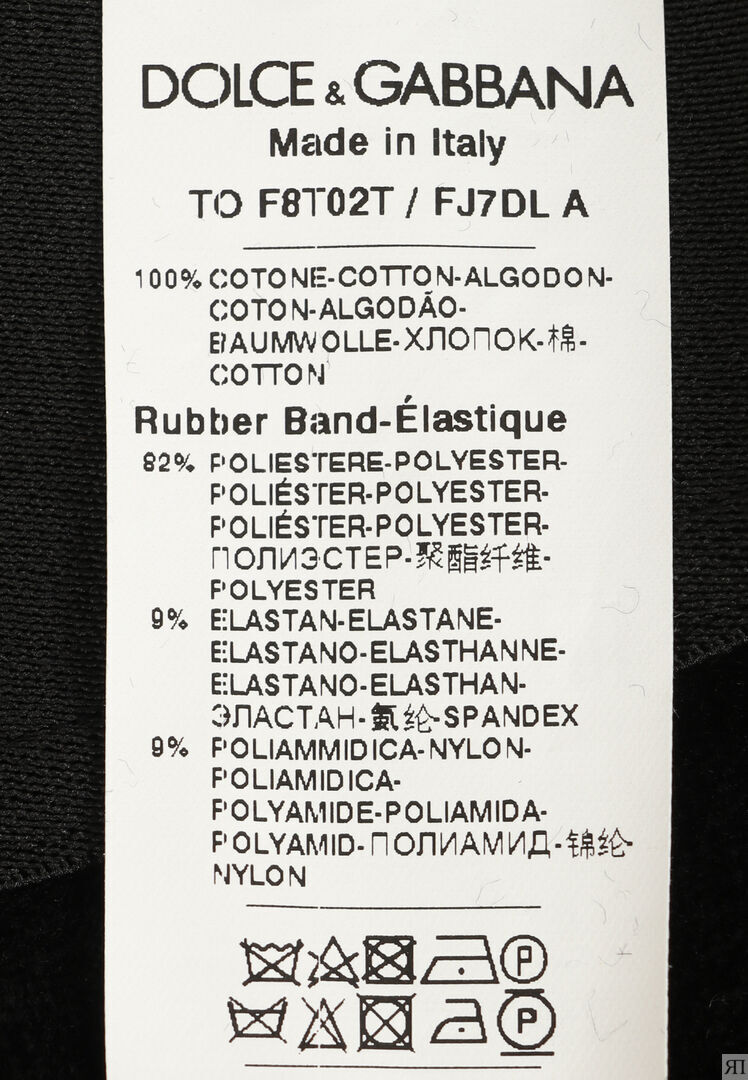 DOLCE & GABBANA
Made in Italy
TO F8T02T / FJ7DL A
100% COTONE-COTTON-ALGODON-
COTON-ALGODÃO-
BAUMWOLLE-ХЛОПОК-棉-
COTTON
Rubber Band-Élastique
82% POLIESTERE-POLYESTER-
POLIÉSTER-POLYESTER-
POLIÉSTER-POLYESTER-
ПОЛИЭСТЕР-聚酯纤维-
POLYESTER
9% ELASTAN-ELASTANE-
ELASTANO-ELASTHANNE-
ELASTANO-ELASTHAN-
ЭЛАСТАН-氨纶-SPANDEX
9% POLIAMMIDICA-NYLON-
POLIAMIDICA-
POLYAMIDE-POLIAMIDA-
POLYAMID-ПОЛИАМИД-锦纶-
NYLON
P
P
ЯП